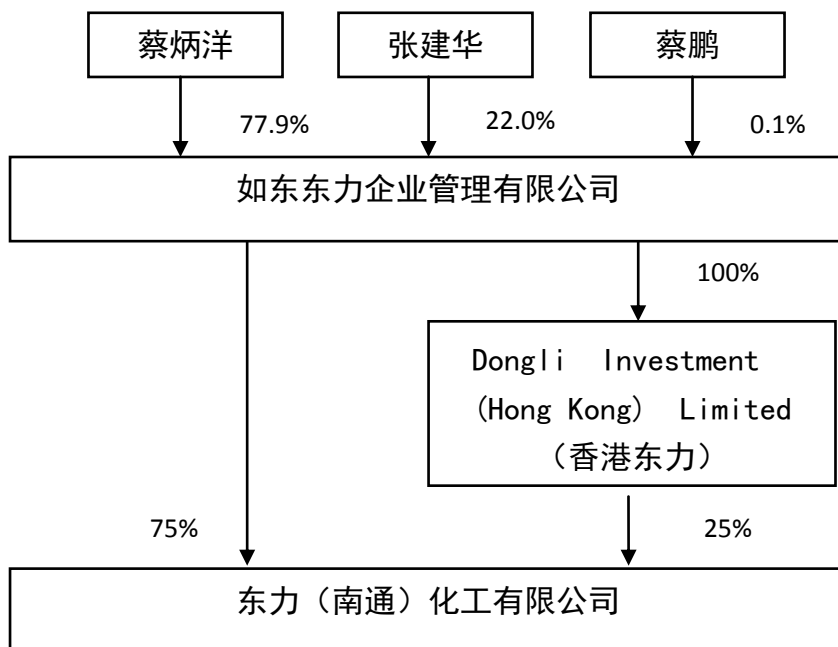 蔡炳洋
张建华
蔡鹏
77.9%
22.0%
0.1%
如东东力企业管理有限公司
100%
Dongli Investment
(Hong Kong) Limited
（香港东力）
75%
25%
东力（南通）化工有限公司